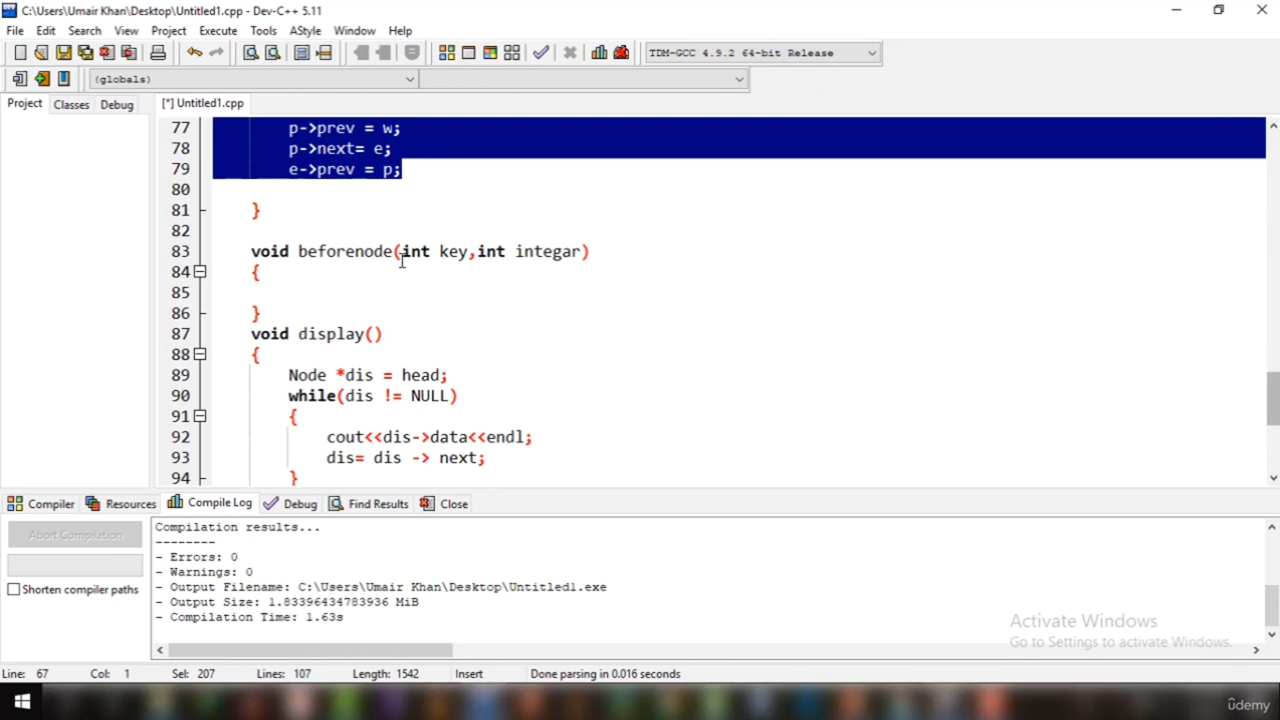 C:\Users\Umair Khan\Desktop\Untitled1.cpp - Dev-C++ 5.11
File Edit Search View Project Execute Tools AStyle Window Help
TDM-GCC 4.9.2 64-bit Release
(globals)
Project Classes Debug [*] Untitled1.cpp
77 p->prev = w;
78 p->next= e;
79 e->prev = p;
80
81 }
82
83 void beforenode(int key,int integar)
84 {
85
86 }
87 void display()
88 {
89 Node *dis = head;
90 while(dis != NULL)
91 {
92 cout<<dis->data<<endl;
93 dis= dis -> next;
94 }
Compiler Resources Compile Log Debug Find Results Close
Abort Compilation
Shorten compiler paths
Compilation results...
--------
- Errors: 0
- Warnings: 0
- Output Filename: C:\Users\Umair Khan\Desktop\Untitled1.exe
- Output Size: 1.83396434783936 MiB
- Compilation Time: 1.63s
Activate Windows
Go to Settings to activate Windows.
Line: 67 Col: 1 Sel: 207 Lines: 107 Length: 1542 Insert Done parsing in 0.016 seconds
ûdemy